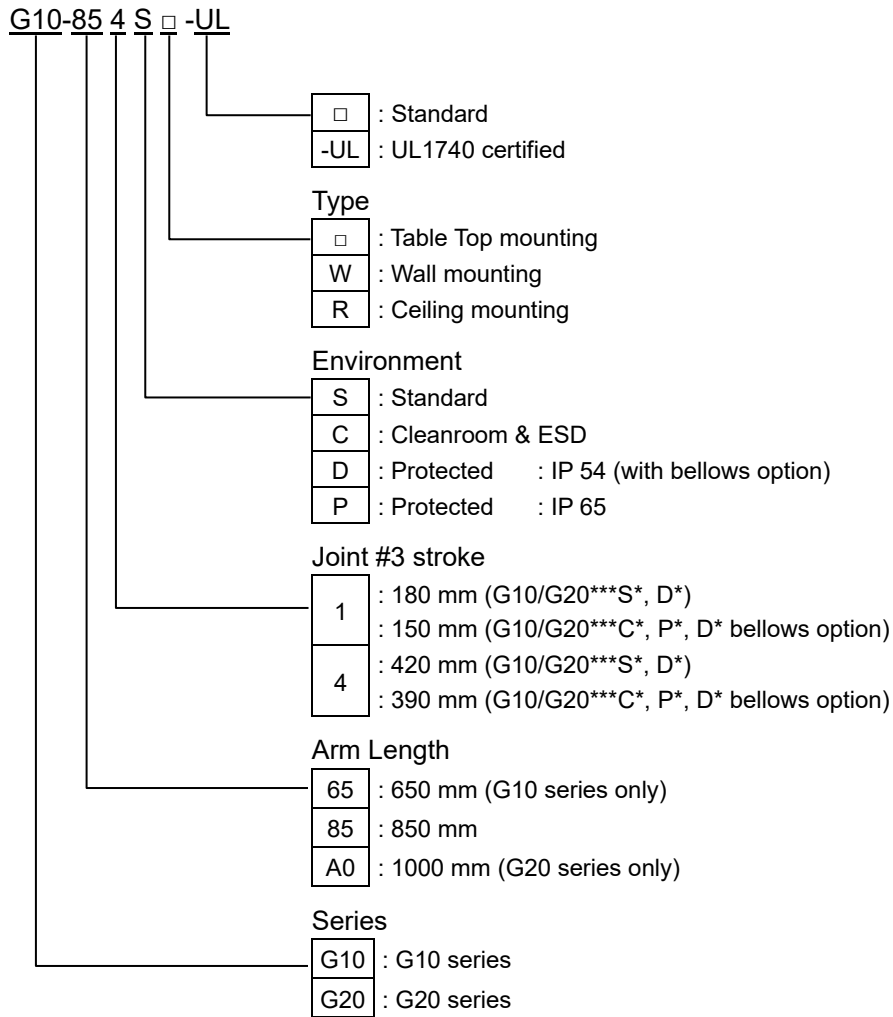 G10-85 4 S □ -UL
□ : Standard
-UL : UL1740 certified
Type
□ : Table Top mounting
W : Wall mounting
R : Ceiling mounting
Environment
S : Standard
C : Cleanroom & ESD
D : Protected : IP 54 (with bellows option)
P : Protected : IP 65
Joint #3 stroke
1 : 180 mm (G10/G20***S*, D*)
: 150 mm (G10/G20***C*, P*, D* bellows option)
4 : 420 mm (G10/G20***S*, D*)
: 390 mm (G10/G20***C*, P*, D* bellows option)
Arm Length
65 : 650 mm (G10 series only)
85 : 850 mm
A0 : 1000 mm (G20 series only)
Series
G10 : G10 series
G20 : G20 series